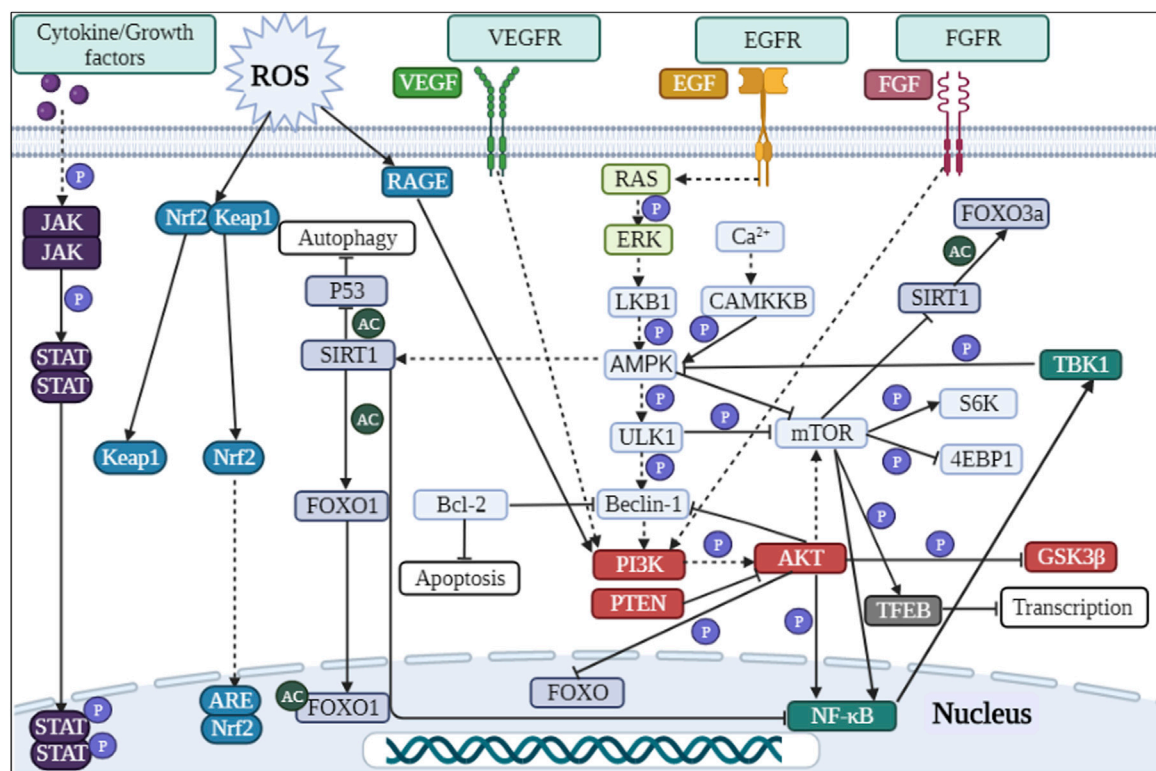 Cytokine/Growth
factors
ROS
VEGFR
EGFR
FGFR
VEGF
EGF
FGF
P
RAGE
RAS
JAK
JAK
Nrf2
Keap1
P
ERK
Ca²⁺
FOXO3a
Autophagy
AC
P53
P
LKB1
CAMKKB
SIRT1
AC
P
P
SIRT1
AMPK
P
TBK1
STAT
STAT
P
P
P
S6K
AC
ULK1
mTOR
Keap1
Nrf2
P
P
4EBP1
FOXO1
Bcl-2
Beclin-1
P
P
P
PI3K
AKT
GSK3β
Apoptosis
PTEN
TFEB
Transcription
P
P
FOXO
AC
FOXO1
ARE
Nrf2
P
STAT
STAT
P
NF-κB
Nucleus